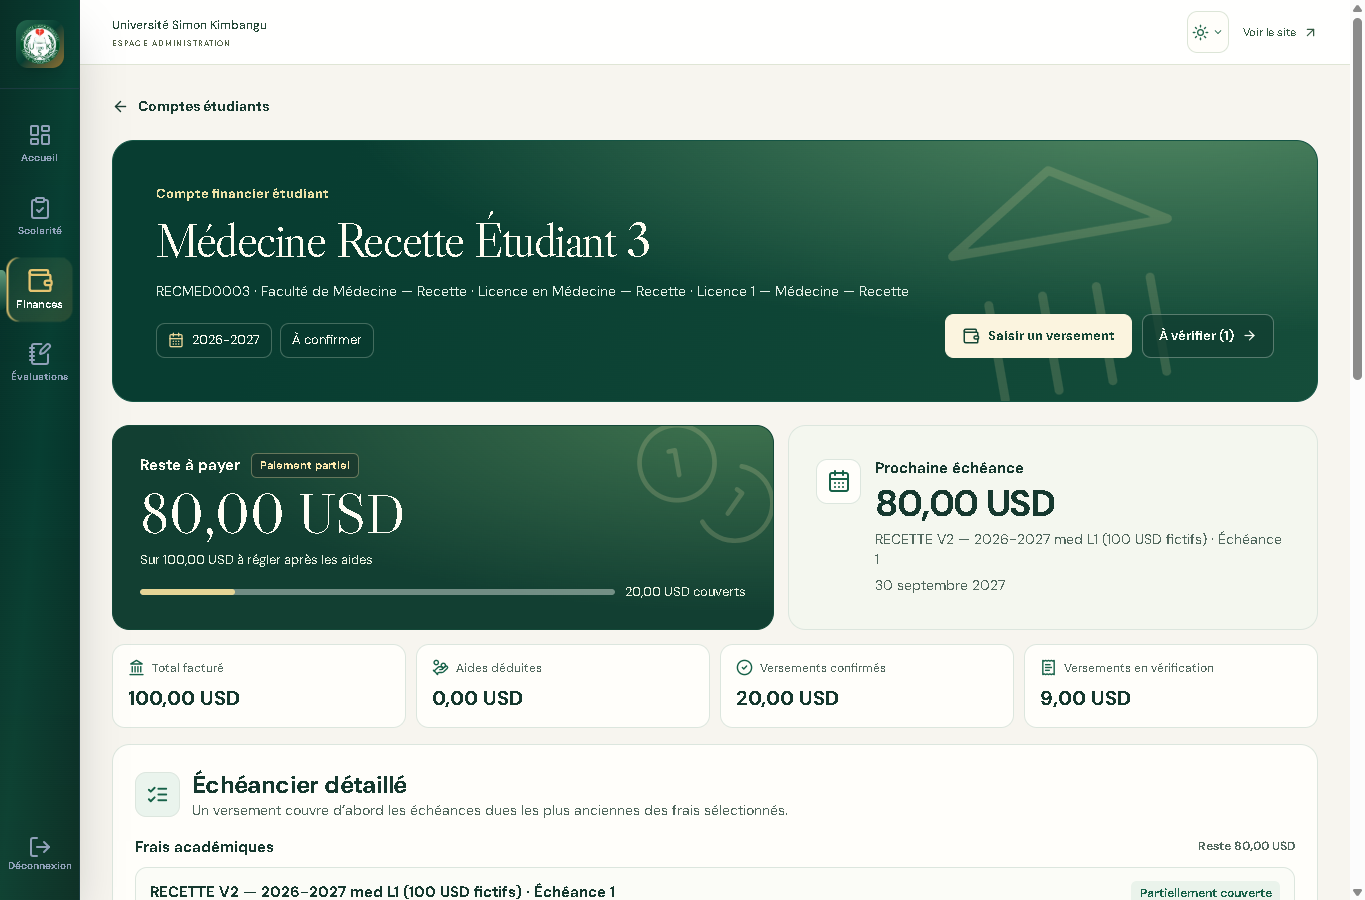 Université Simon Kimbangu
ESPACE ADMINISTRATION
Voir le site
Accueil
Scolarité
Finances
Évaluations
Déconnexion
Comptes étudiants
Compte financier étudiant
Médecine Recette Étudiant 3
RECMED0003 · Faculté de Médecine — Recette · Licence en Médecine — Recette · Licence 1 — Médecine — Recette
2026-2027
À confirmer
Saisir un versement
À vérifier (1)
Reste à payer
Paiement partiel
80,00 USD
Sur 100,00 USD à régler après les aides
20,00 USD couverts
Prochaine échéance
80,00 USD
RECETTE V2 — 2026-2027 med L1 (100 USD fictifs) · Échéance
1
30 septembre 2027
Total facturé
100,00 USD
Aides déduites
0,00 USD
Versements confirmés
20,00 USD
Versements en vérification
9,00 USD
Échéancier détaillé
Un versement couvre d’abord les échéances dues les plus anciennes des frais sélectionnés.
Frais académiques
Reste 80,00 USD
RECETTE V2 — 2026-2027 med L1 (100 USD fictifs) · Échéance 1
Partiellement couverte